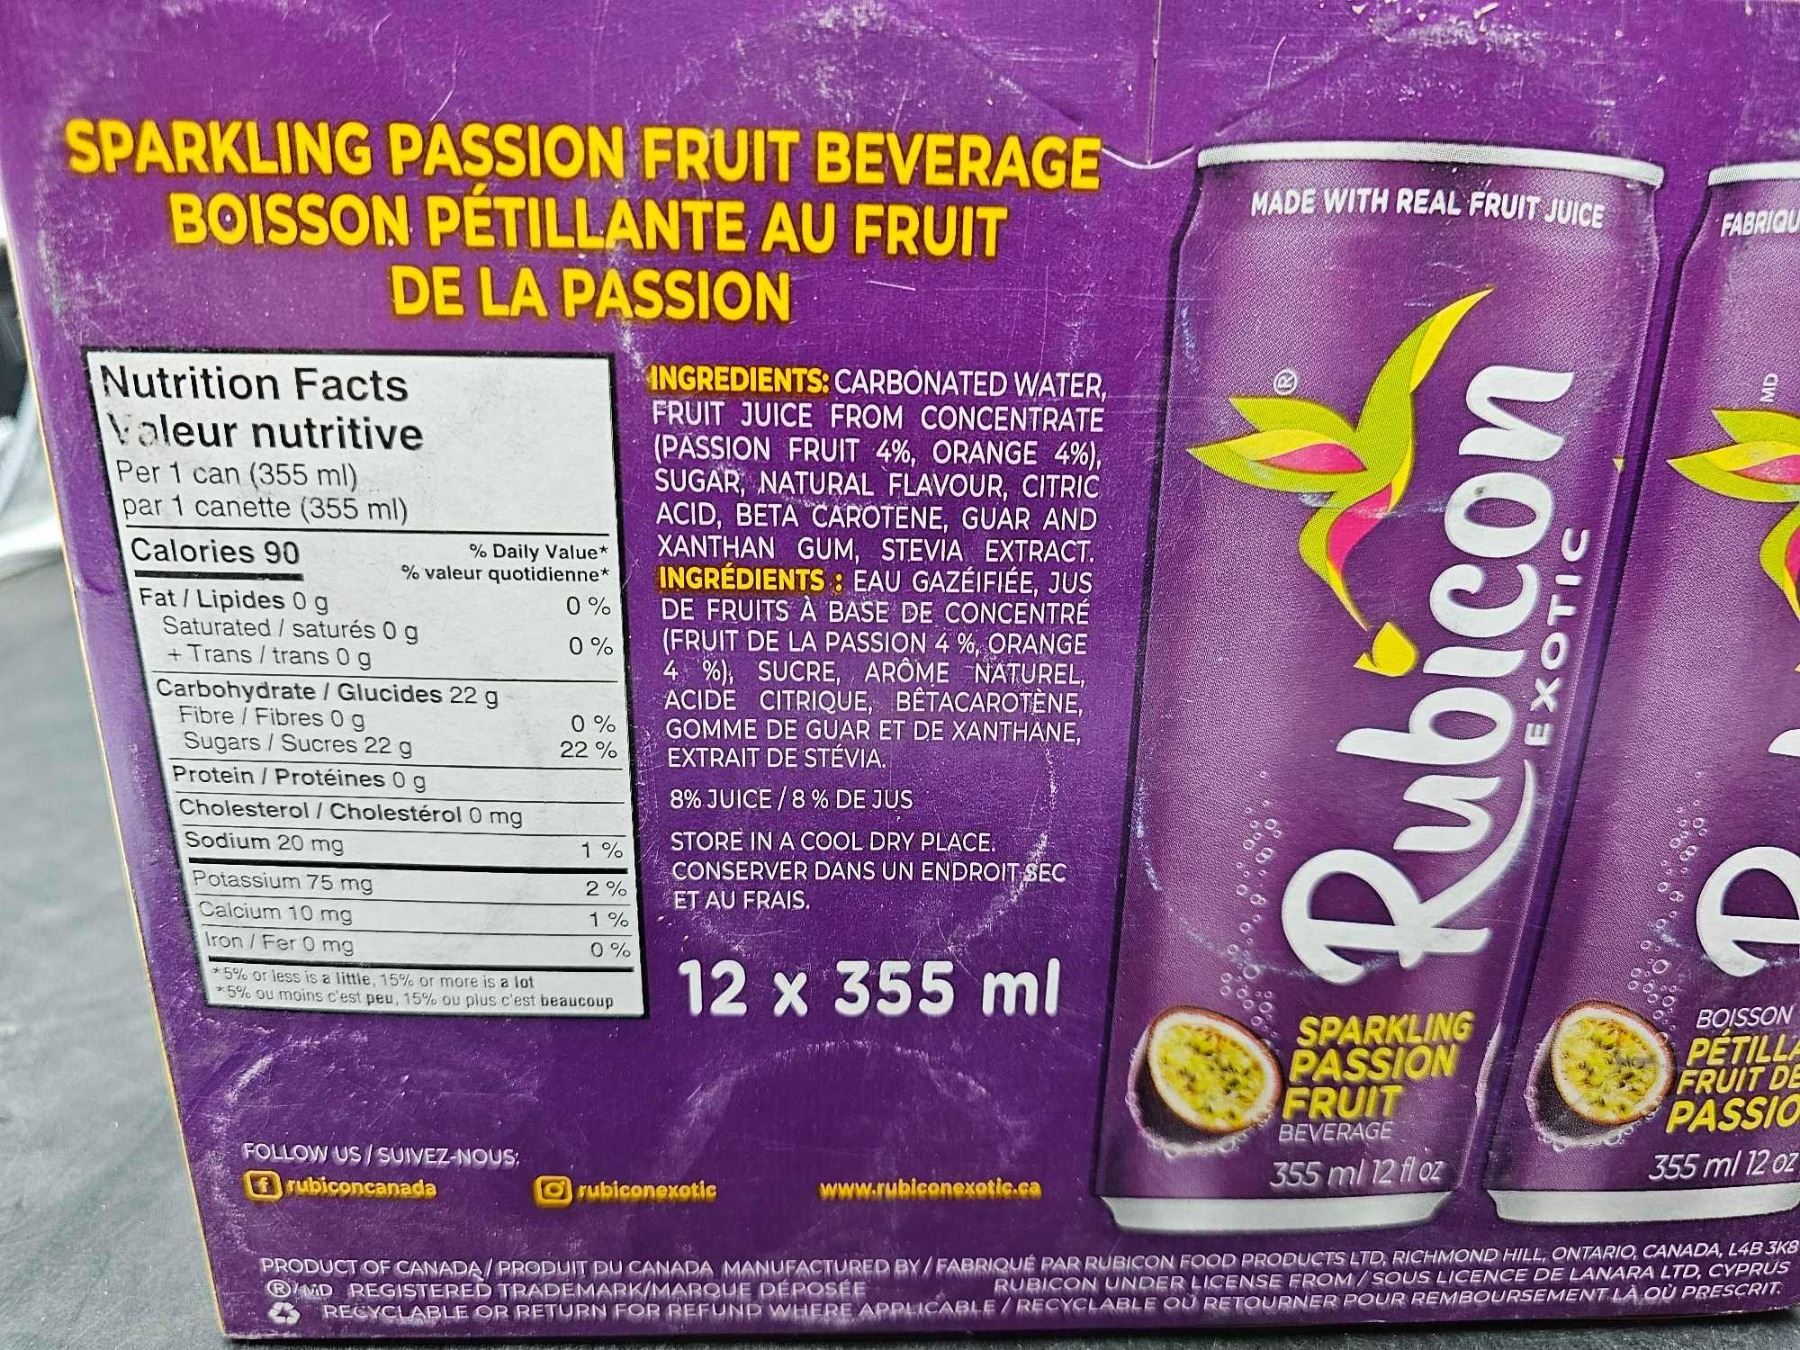 SPARKLING PASSION FRUIT BEVERAGE
BOISSON PÉTILLANTE AU FRUIT
DE LA PASSION
Nutrition Facts
Valeur nutritive
Per 1 can (355 ml)
par 1 canette (355 ml)
Calories 90
% Daily Value*
% valeur quotidienne*
Fat / Lipides 0 g 0 %
Saturated / saturés 0 g
+ Trans / trans 0 g 0 %
Carbohydrate / Glucides 22 g
Fibre / Fibres 0 g 0 %
Sugars / Sucres 22 g 22 %
Protein / Protéines 0 g
Cholesterol / Cholestérol 0 mg
Sodium 20 mg 1 %
Potassium 75 mg 2 %
Calcium 10 mg 1 %
Iron / Fer 0 mg 0 %
*5% or less is a little, 15% or more is a lot
*5% ou moins c'est peu, 15% ou plus c'est beaucoup
INGREDIENTS: CARBONATED WATER,
FRUIT JUICE FROM CONCENTRATE
(PASSION FRUIT 4%, ORANGE 4%),
SUGAR, NATURAL FLAVOUR, CITRIC
ACID, BETA CAROTENE, GUAR AND
XANTHAN GUM, STEVIA EXTRACT.
INGRÉDIENTS : EAU GAZÉIFIÉE, JUS
DE FRUITS À BASE DE CONCENTRÉ
(FRUIT DE LA PASSION 4 %, ORANGE
4 %), SUCRE, ARÔME NATUREL,
ACIDE CITRIQUE, BÊTACAROTÈNE,
GOMME DE GUAR ET DE XANTHANE,
EXTRAIT DE STÉVIA.
8% JUICE / 8 % DE JUS
STORE IN A COOL DRY PLACE.
CONSERVER DANS UN ENDROIT SEC
ET AU FRAIS.
12 x 355 ml
MADE WITH REAL FRUIT JUICE
®
Rubicon
EXOTIC
SPARKLING
PASSION
FRUIT
BEVERAGE
355 ml 12 fl oz
FABRIQU
MD
R
BOISSON
PÉTILLA
FRUIT DE
PASSIO
355 ml 12 oz
FOLLOW US / SUIVEZ-NOUS:
rubiconcanada
rubiconexotic
www.rubiconexotic.ca
PRODUCT OF CANADA / PRODUIT DU CANADA MANUFACTURED BY / FABRIQUÉ PAR RUBICON FOOD PRODUCTS LTD, RICHMOND HILL, ONTARIO, CANADA, L4B 3K8
®/MD REGISTERED TRADEMARK/MARQUE DÉPOSÉE RUBICON UNDER LICENSE FROM / SOUS LICENCE DE LANARA LTD, CYPRUS
RECYCLABLE OR RETURN FOR REFUND WHERE APPLICABLE / RECYCLABLE OÙ RETOURNER POUR REMBOURSEMENT LÀ OÙ PRESCRIT.